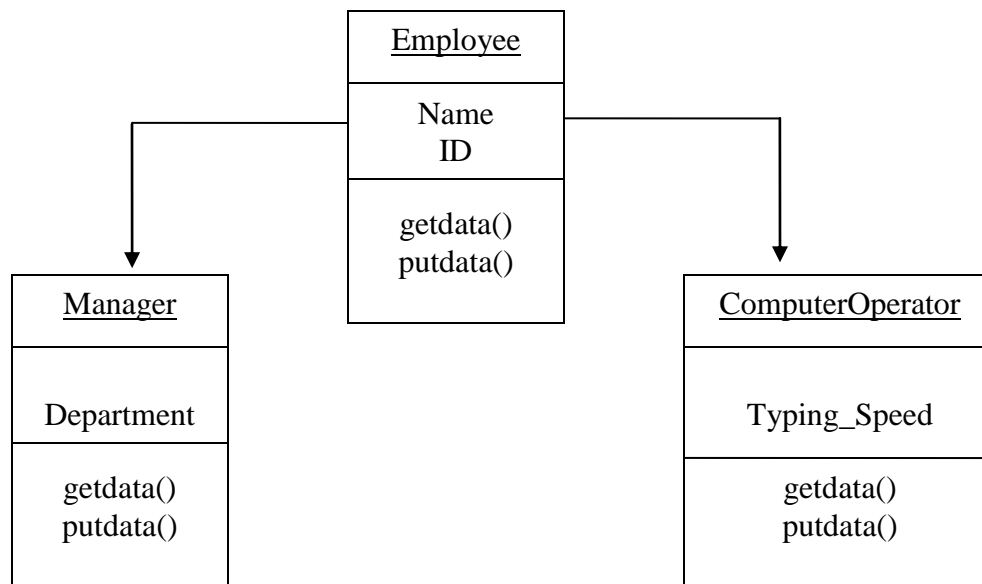 Employee
Name
ID
getdata()
putdata()
Manager
Department
getdata()
putdata()
ComputerOperator
Typing_Speed
getdata()
putdata()